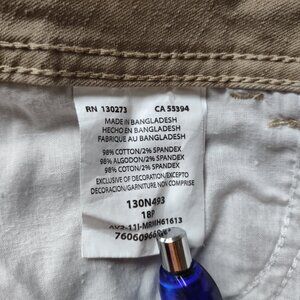 RN 130273 CA 55394
MADE IN BANGLADESH
HECHO EN BANGLADESH
FABRIQUE AU BANGLADESH
98% COTTON/2% SPANDEX
98% ALGODON/2% SPANDEX
98% COTON/2% SPANDEX
EXCLUSIVE OF DECORATION/EXCEPTO
DECORACION/GARNITURE NON COMPRISE
130N493
18P